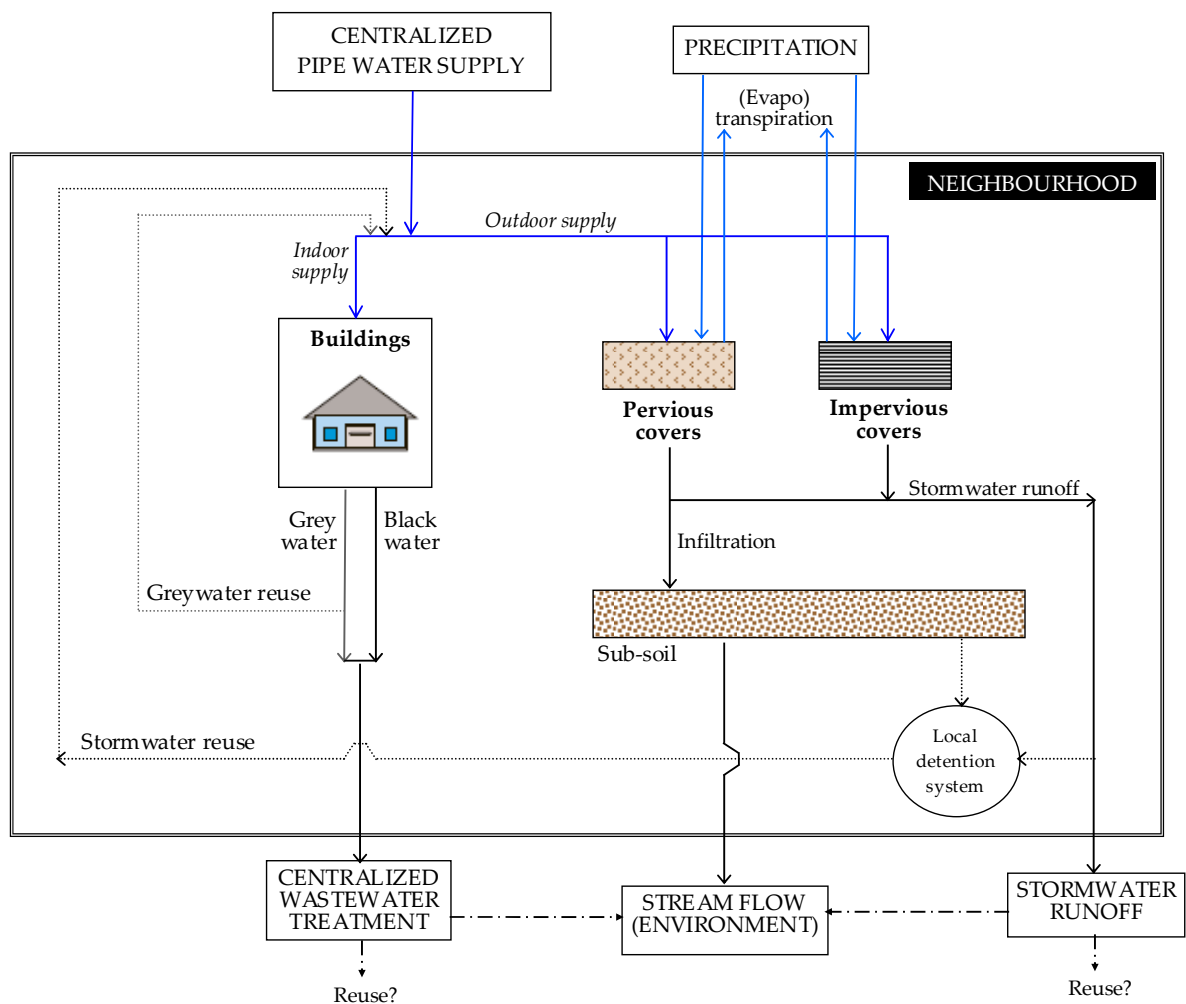 CENTRALIZED
PIPE WATER SUPPLY
PRECIPITATION
(Evapo)
transpiration
NEIGHBOURHOOD
Outdoor supply
Indoor
supply
Buildings
Pervious
covers
Impervious
covers
Stormwater runoff
Grey
water
Black
water
Infiltration
Greywater reuse
Sub-soil
Stormwater reuse
Local
detention
system
CENTRALIZED
WASTEWATER
TREATMENT
STREAM FLOW
(ENVIRONMENT)
STORMWATER
RUNOFF
Reuse?
Reuse?